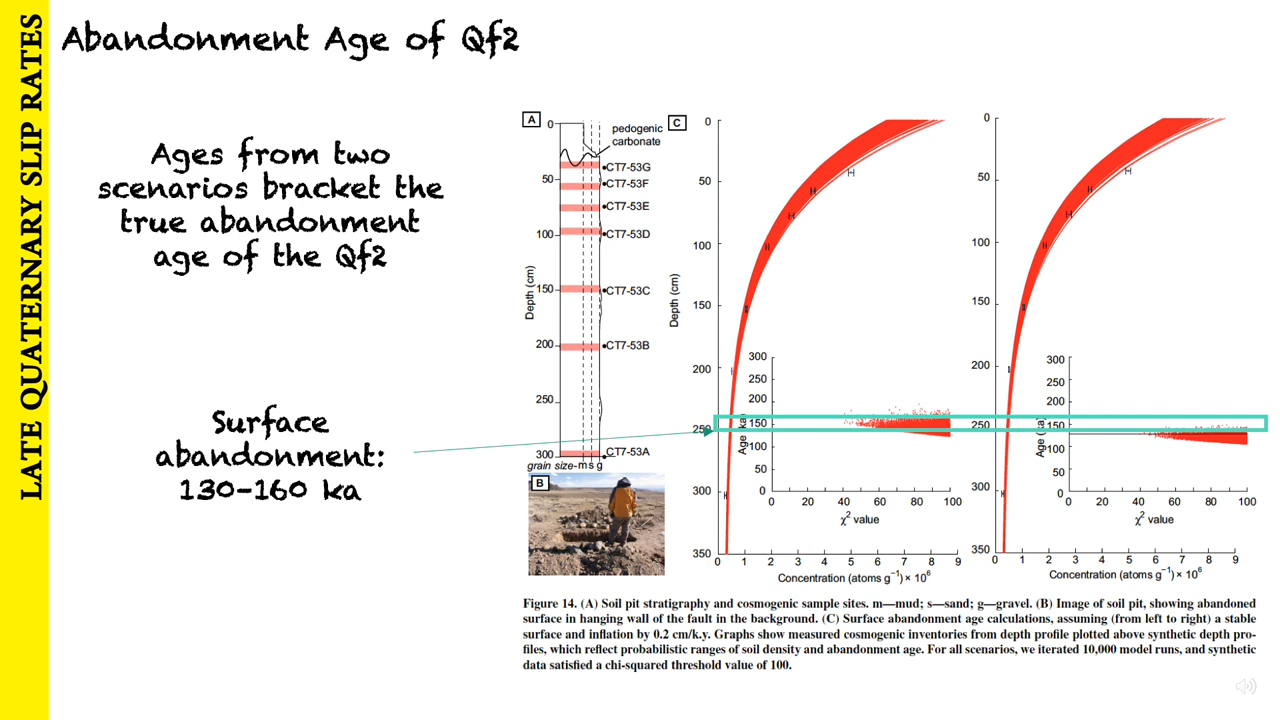 LATE QUATERNARY SLIP RATES
Abandonment Age of Qf2
Ages from two
scenarios bracket the
true abandonment
age of the Qf2
Surface
abandonment:
130-160 ka
A
0
50
100
150
200
250
300
Depth (cm)
pedogenic
carbonate
CT7-53G
CT7-53F
CT7-53E
CT7-53D
CT7-53C
CT7-53B
CT7-53A
grain size- m s g
B
C
0
50
100
150
200
250
300
350
Depth (cm)
0 1 2 3 4 5 6 7 8 9
Concentration (atoms g⁻¹) × 10⁶
300
250
200
150
100
50
0
Age (ka)
0 20 40 60 80 100
χ² value
0
50
100
150
200
250
300
350
0 1 2 3 4 5 6 7 8 9
Concentration (atoms g⁻¹) × 10⁶
300
250
200
150
100
50
0
Age (ka)
0 20 40 60 80 100
χ² value
Figure 14. (A) Soil pit stratigraphy and cosmogenic sample sites. m—mud; s—sand; g—gravel. (B) Image of soil pit, showing abandoned
surface in hanging wall of the fault in the background. (C) Surface abandonment age calculations, assuming (from left to right) a stable
surface and inflation by 0.2 cm/k.y. Graphs show measured cosmogenic inventories from depth profile plotted above synthetic depth pro-
files, which reflect probabilistic ranges of soil density and abandonment age. For all scenarios, we iterated 10,000 model runs, and synthetic
data satisfied a chi-squared threshold value of 100.